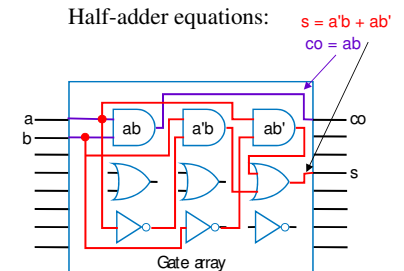 Half-adder equations:
s = a'b + ab'
co = ab
a
b
ab
a'b
ab'
co
s
Gate array